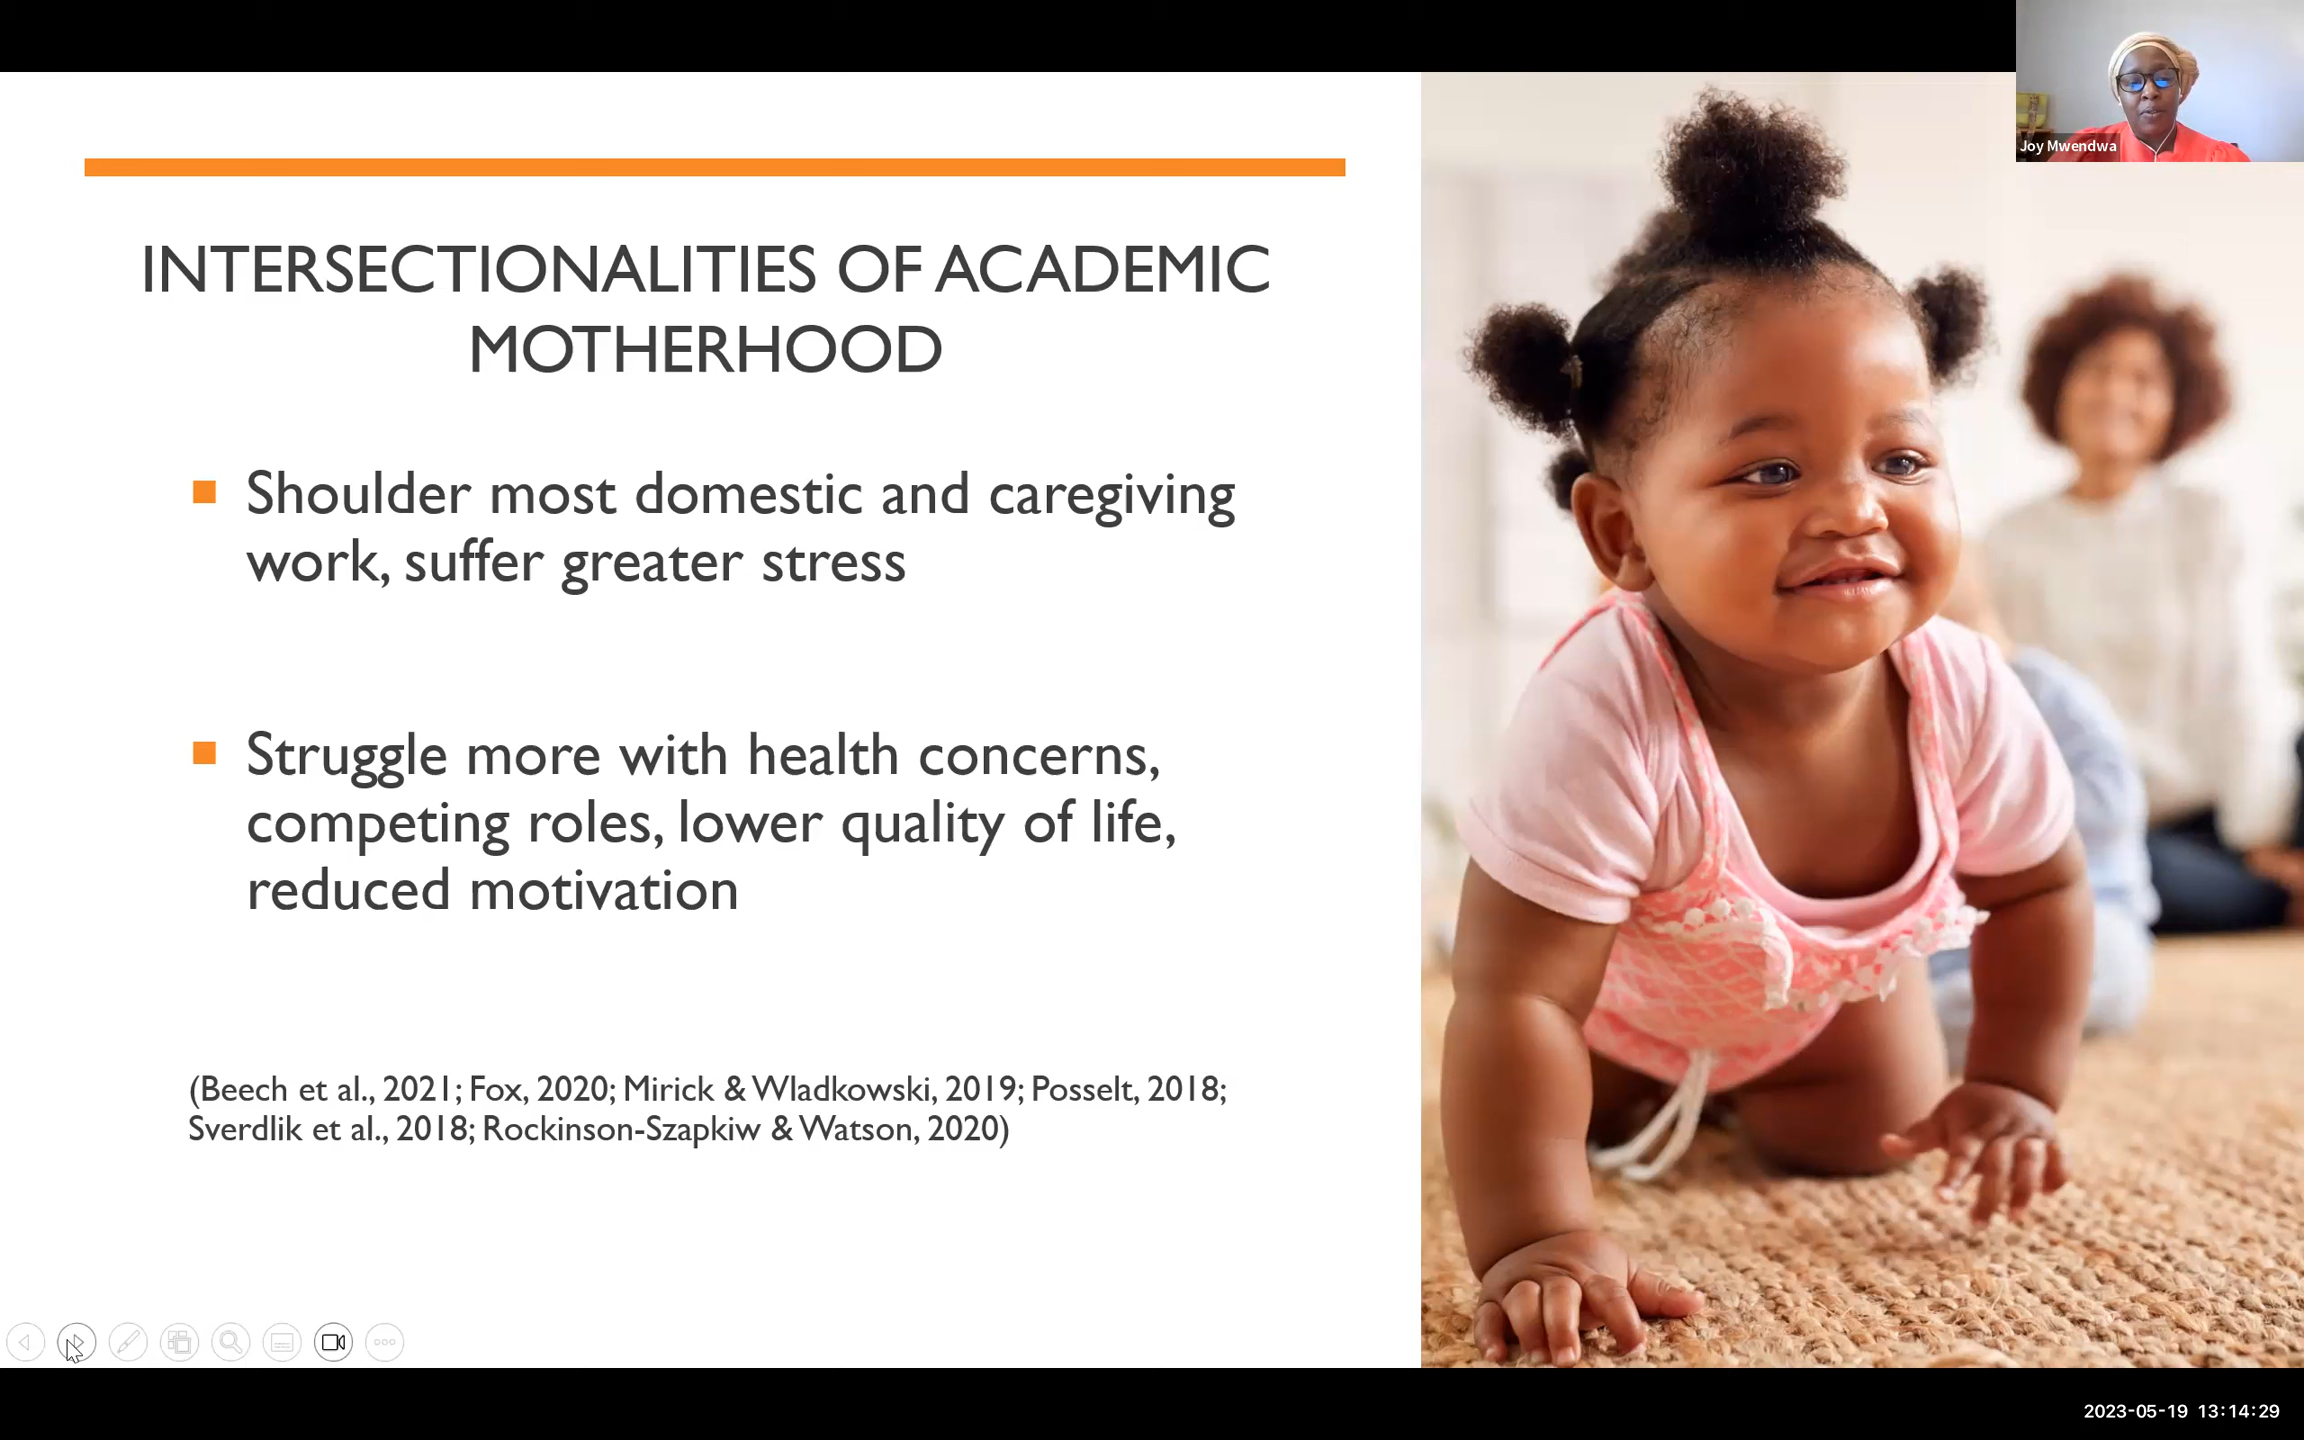 Joy Mwendwa
INTERSECTIONALITIES OF ACADEMIC
MOTHERHOOD
Shoulder most domestic and caregiving
work, suffer greater stress
Struggle more with health concerns,
competing roles, lower quality of life,
reduced motivation
(Beech et al., 2021; Fox, 2020; Mirick & Wladkowski, 2019; Posselt, 2018;
Sverdlik et al., 2018; Rockinson-Szapkiw & Watson, 2020)
2023-05-19 13:14:29